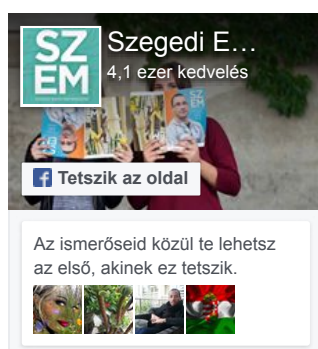 SZ
EM
Szegedi E...
4,1 ezer kedvelés
Tetszik az oldal
Az ismerőseid közül te lehetsz
az első, akinek ez tetszik.